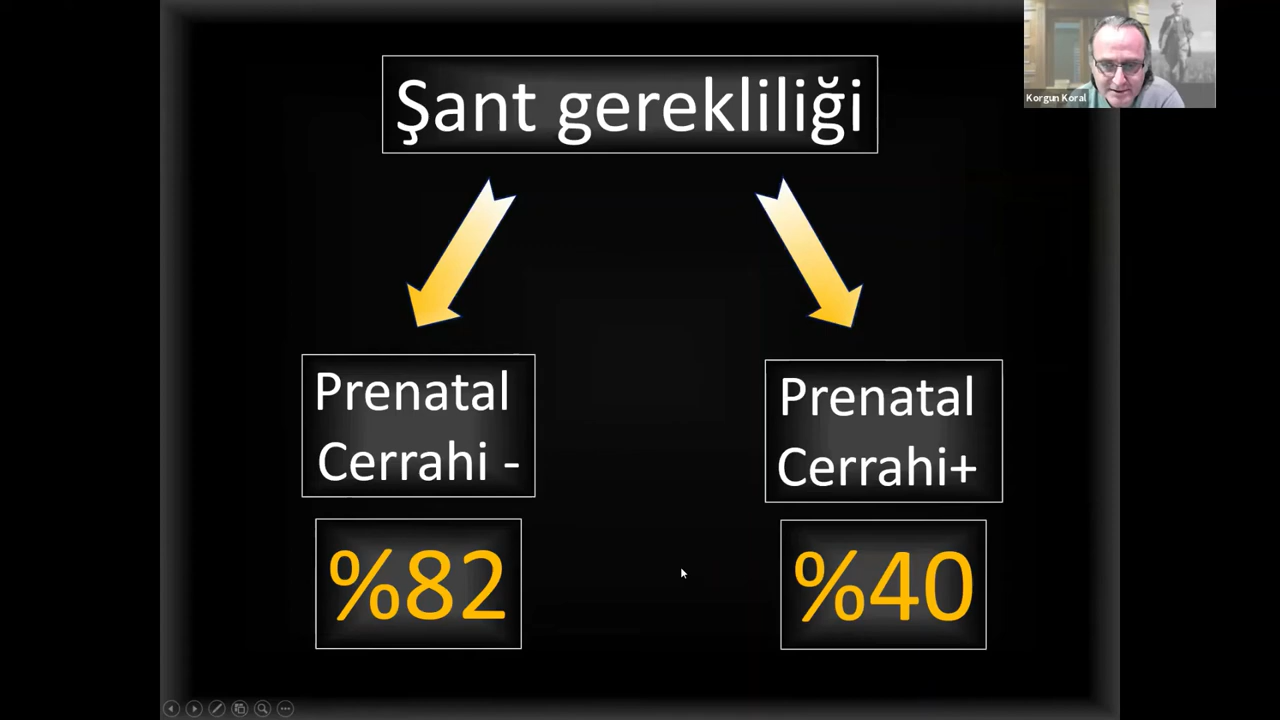 Şant gerekliliği
Korgun Koral
Prenatal
Cerrahi -
Prenatal
Cerrahi+
%82
%40